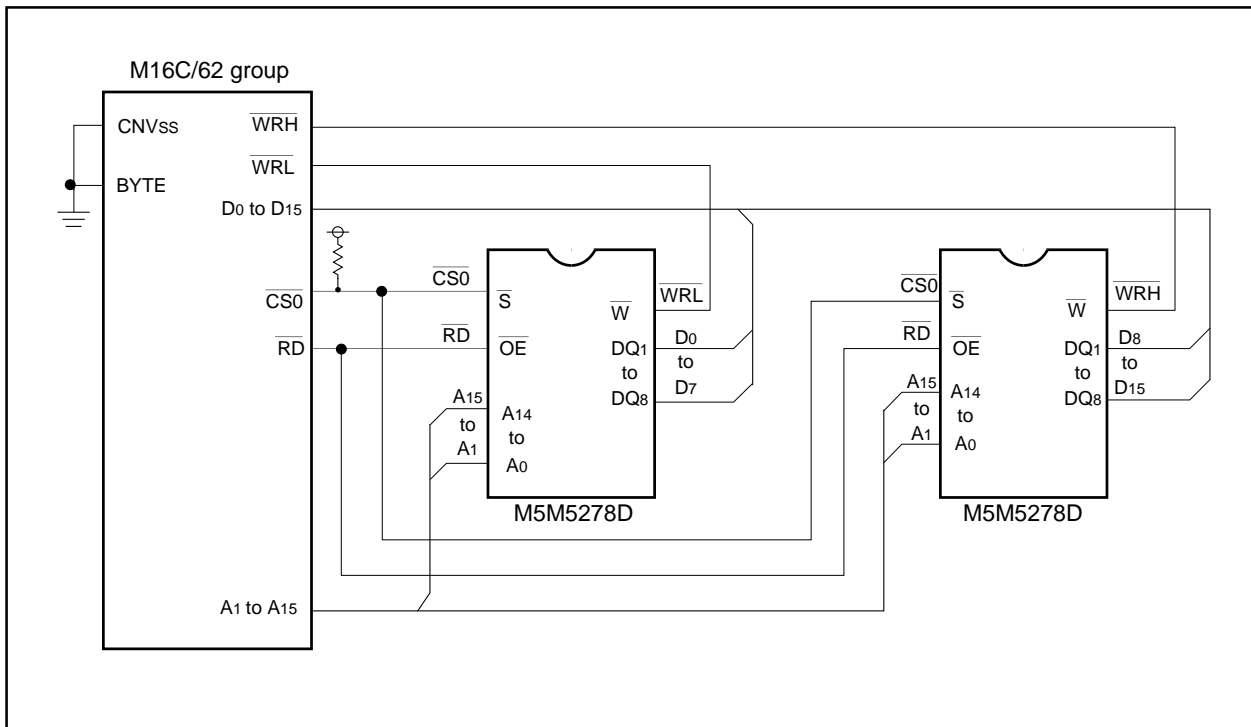 M16C/62 group
CNVSS
BYTE
WRH
WRL
D0 to D15
CS0
RD
A1 to A15
CS0
RD
A15
to
A1
S
OE
A14
to
A0
W
DQ1
to
DQ8
WRL
D0
to
D7
M5M5278D
CS0
RD
A15
to
A1
S
OE
A14
to
A0
W
DQ1
to
DQ8
WRH
D8
to
D15
M5M5278D